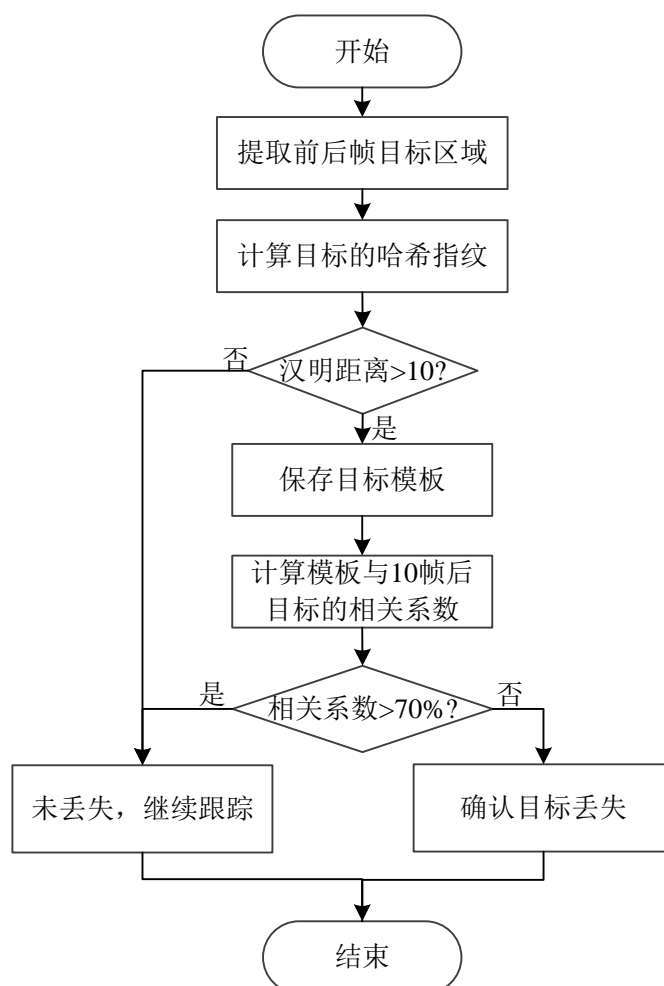 开始
提取前后帧目标区域
计算目标的哈希指纹
否
汉明距离>10?
是
保存目标模板
计算模板与10帧后
目标的相关系数
是
相关系数>70%?
否
未丢失，继续跟踪
确认目标丢失
结束